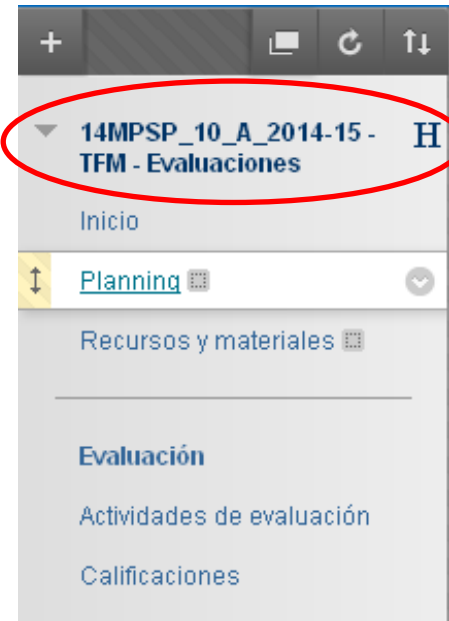 14MPSP_10_A_2014-15 - H
TFM - Evaluaciones
Inicio
Planning
Recursos y materiales
Evaluación
Actividades de evaluación
Calificaciones